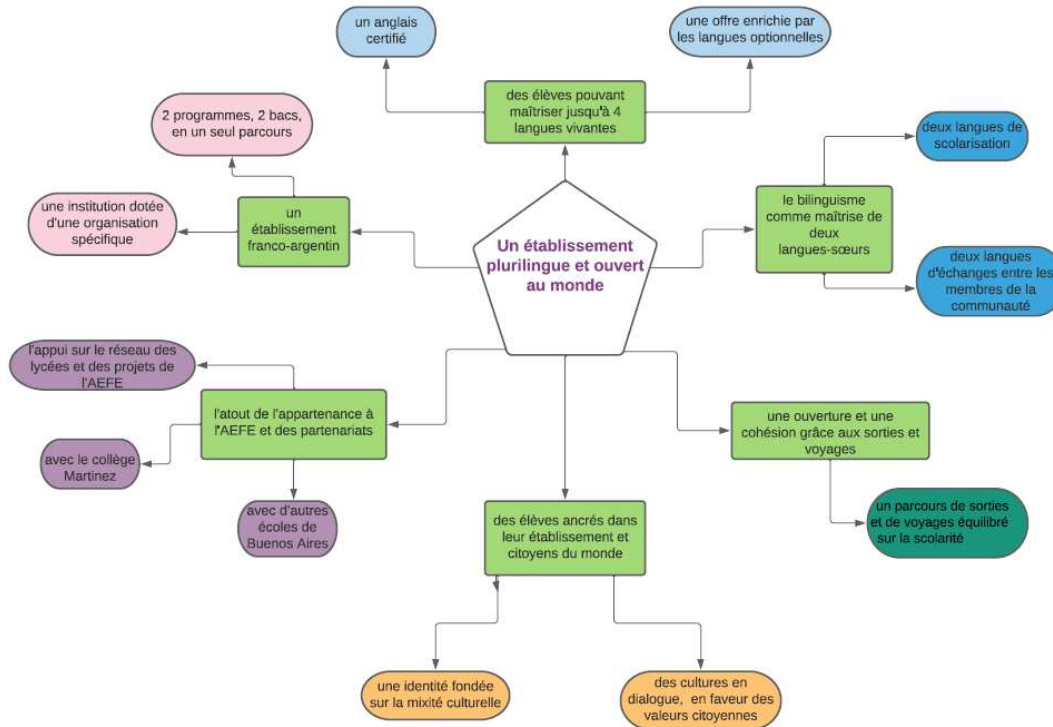 un anglais
certifié
une offre enrichie par
les langues optionnelles
des élèves pouvant
maîtriser jusqu'à 4
langues vivantes
2 programmes, 2 bacs,
en un seul parcours
deux langues de
scolarisation
une institution dotée
d'une organisation
spécifique
un
établissement
franco-argentin
le bilinguisme
comme maîtrise de
deux
langues-sœurs
Un établissement
plurilingue et ouvert
au monde
deux langues
d'échanges entre les
membres de la
communauté
l'appui sur le réseau des
lycées et des projets de
l'AEFE
l'atout de l'appartenance à
l'AEFE et des partenariats
une ouverture et une
cohésion grâce aux sorties et
voyages
avec le collège
Martinez
avec d'autres
écoles de
Buenos Aires
des élèves ancrés dans
leur établissement et
citoyens du monde
un parcours de sorties
et de voyages équilibré
sur la scolarité
une identité fondée
sur la mixité culturelle
des cultures en
dialogue, en faveur des
valeurs citoyennes